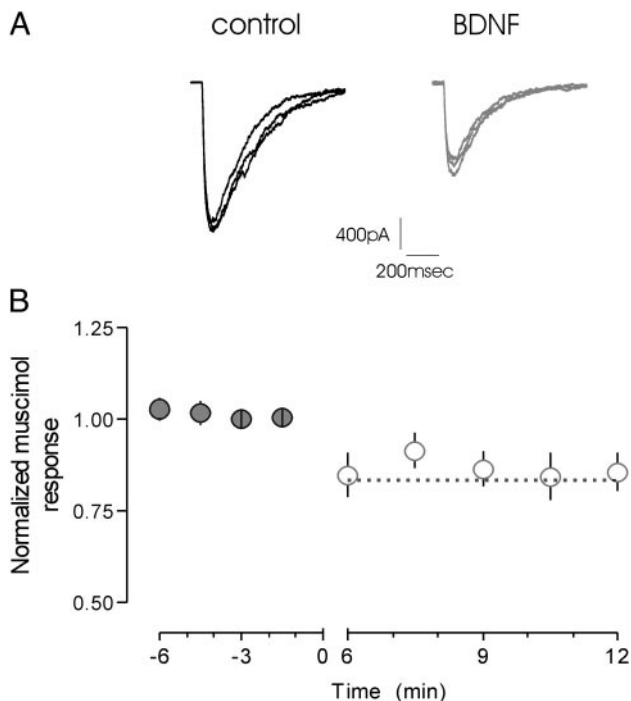 A
control
BDNF
400pA
200msec
B
Normalized muscimol
response
1.25
1.00
0.75
0.50
-6
-3
0
6
9
12
Time (min)